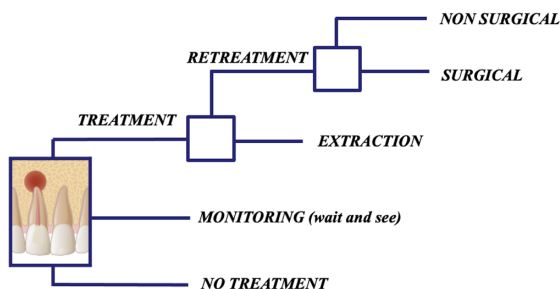 NON SURGICAL
RETREATMENT
SURGICAL
TREATMENT
EXTRACTION
MONITORING (wait and see)
NO TREATMENT